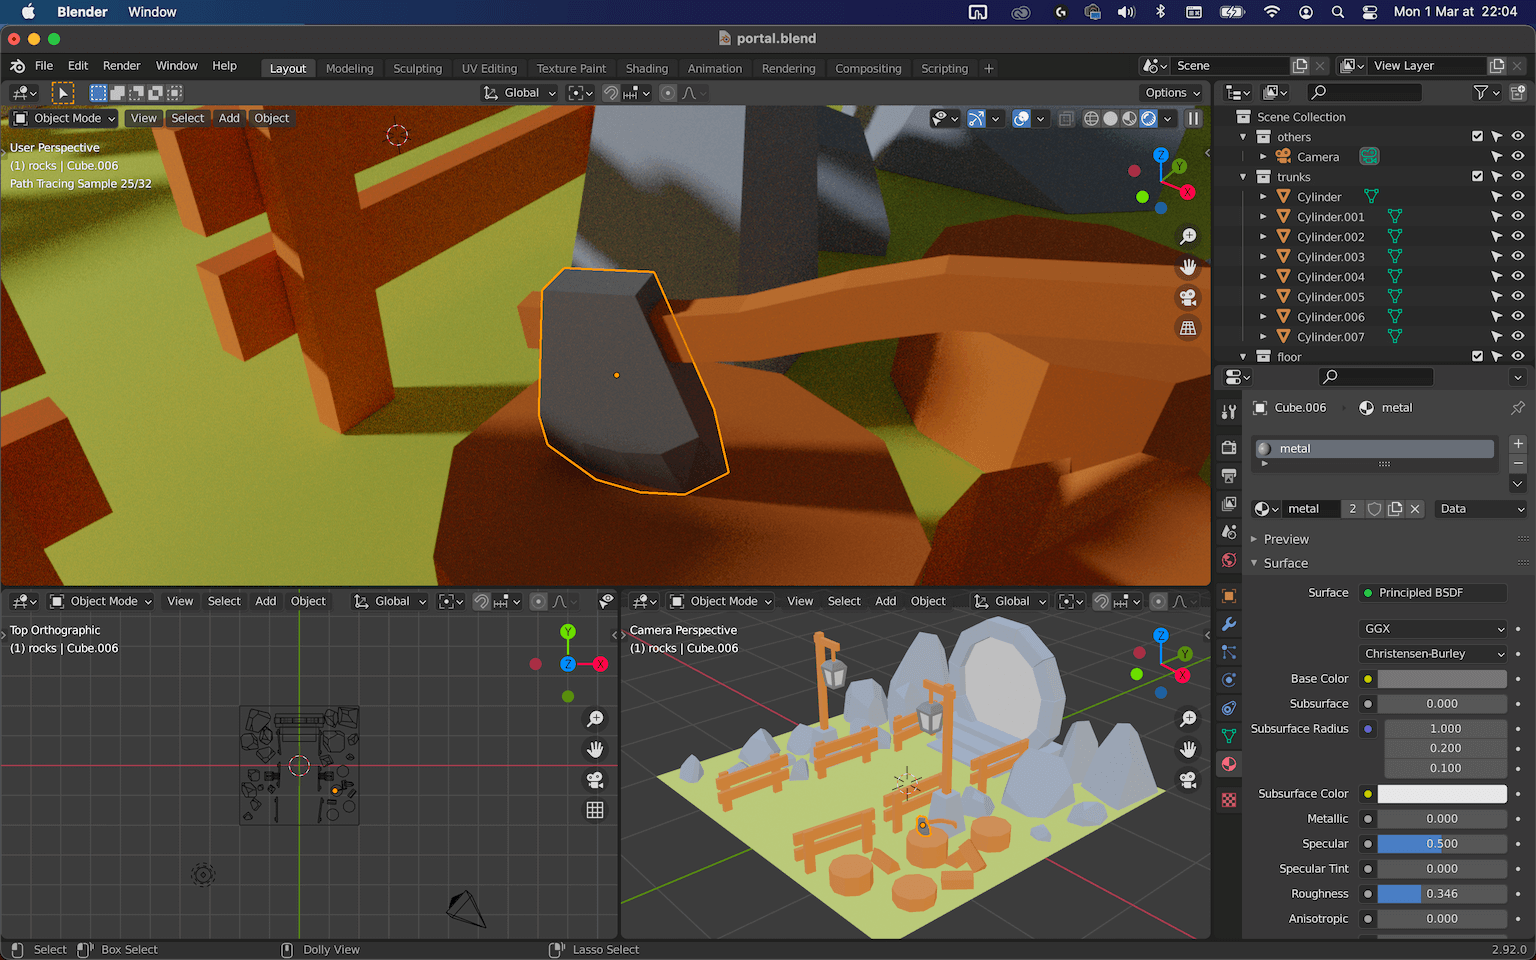 Blender Window Mon 1 Mar at 22:04
portal.blend
File Edit Render Window Help Layout Modeling Sculpting UV Editing Texture Paint Shading Animation Rendering Compositing Scripting + Scene View Layer
Global Options
Object Mode View Select Add Object
User Perspective
(1) rocks | Cube.006
Path Tracing Sample 25/32
Z
Y
X
Scene Collection
others
Camera
trunks
Cylinder
Cylinder.001
Cylinder.002
Cylinder.003
Cylinder.004
Cylinder.005
Cylinder.006
Cylinder.007
floor
Cube.006 metal
metal
metal 2 Data
Preview
Surface
Surface Principled BSDF
GGX
Christensen-Burley
Base Color
Subsurface 0.000
Subsurface Radius 1.000
0.200
0.100
Subsurface Color
Metallic 0.000
Specular 0.500
Specular Tint 0.000
Roughness 0.346
Anisotropic 0.000
Object Mode View Select Add Object Global
Top Orthographic
(1) rocks | Cube.006
Y
Z
X
Object Mode View Select Add Object Global
Camera Perspective
(1) rocks | Cube.006
Z
Y
X
Select Box Select Dolly View Lasso Select 2.92.0